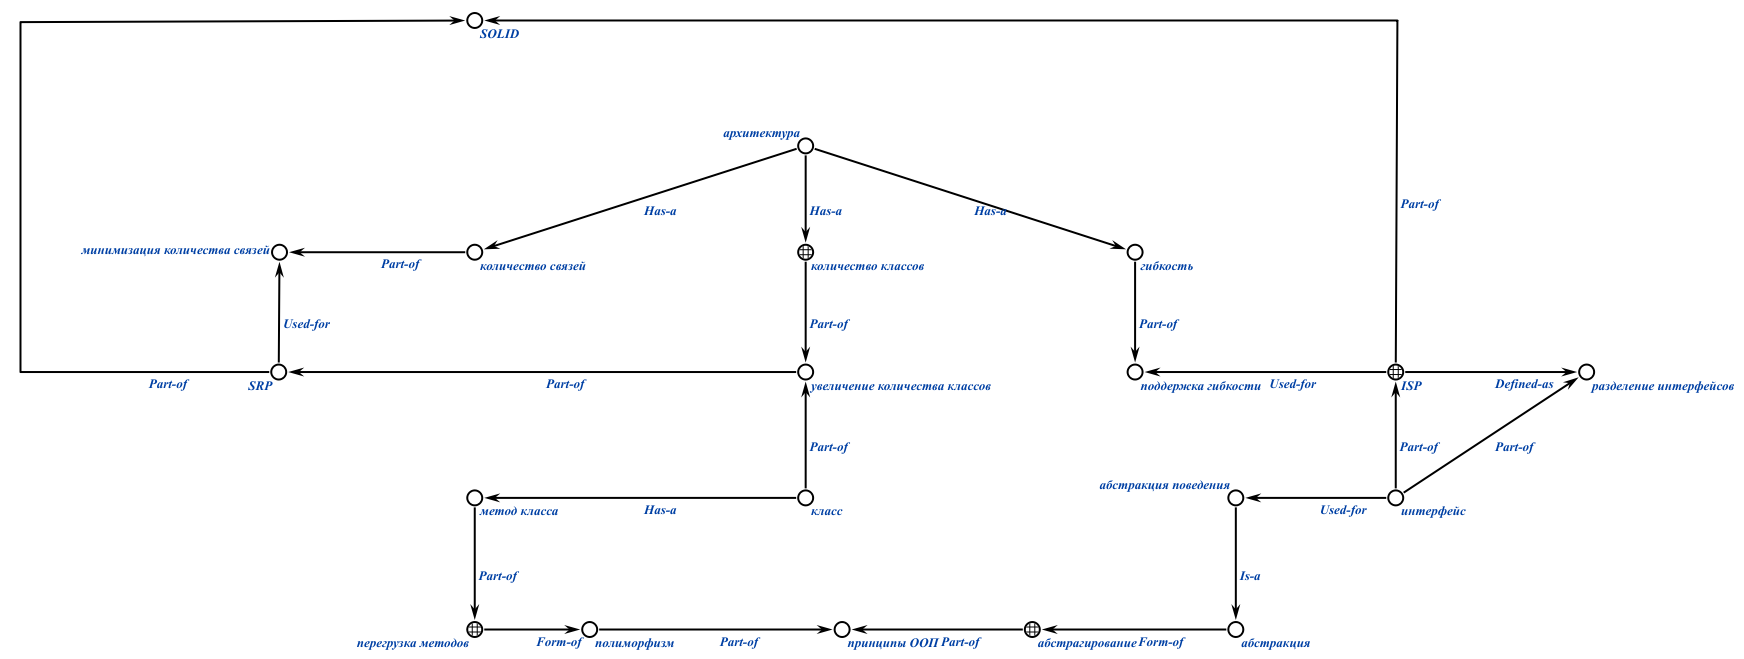 SOLID
архитектура
Part-of
Has-a
Has-a
Has-a
минимизация количества связей
Part-of
количество связей
количество классов
гибкость
Used-for
Part-of
Part-of
Part-of
SRP
Part-of
увеличение количества классов
поддержка гибкости
Used-for
ISP
Defined-as
разделение интерфейсов
Part-of
Part-of
Part-of
абстракция поведения
метод класса
Has-a
класс
Used-for
интерфейс
Part-of
Is-a
перегрузка методов
Form-of
полиморфизм
Part-of
принципы ООП
Part-of
абстрагирование
Form-of
абстракция